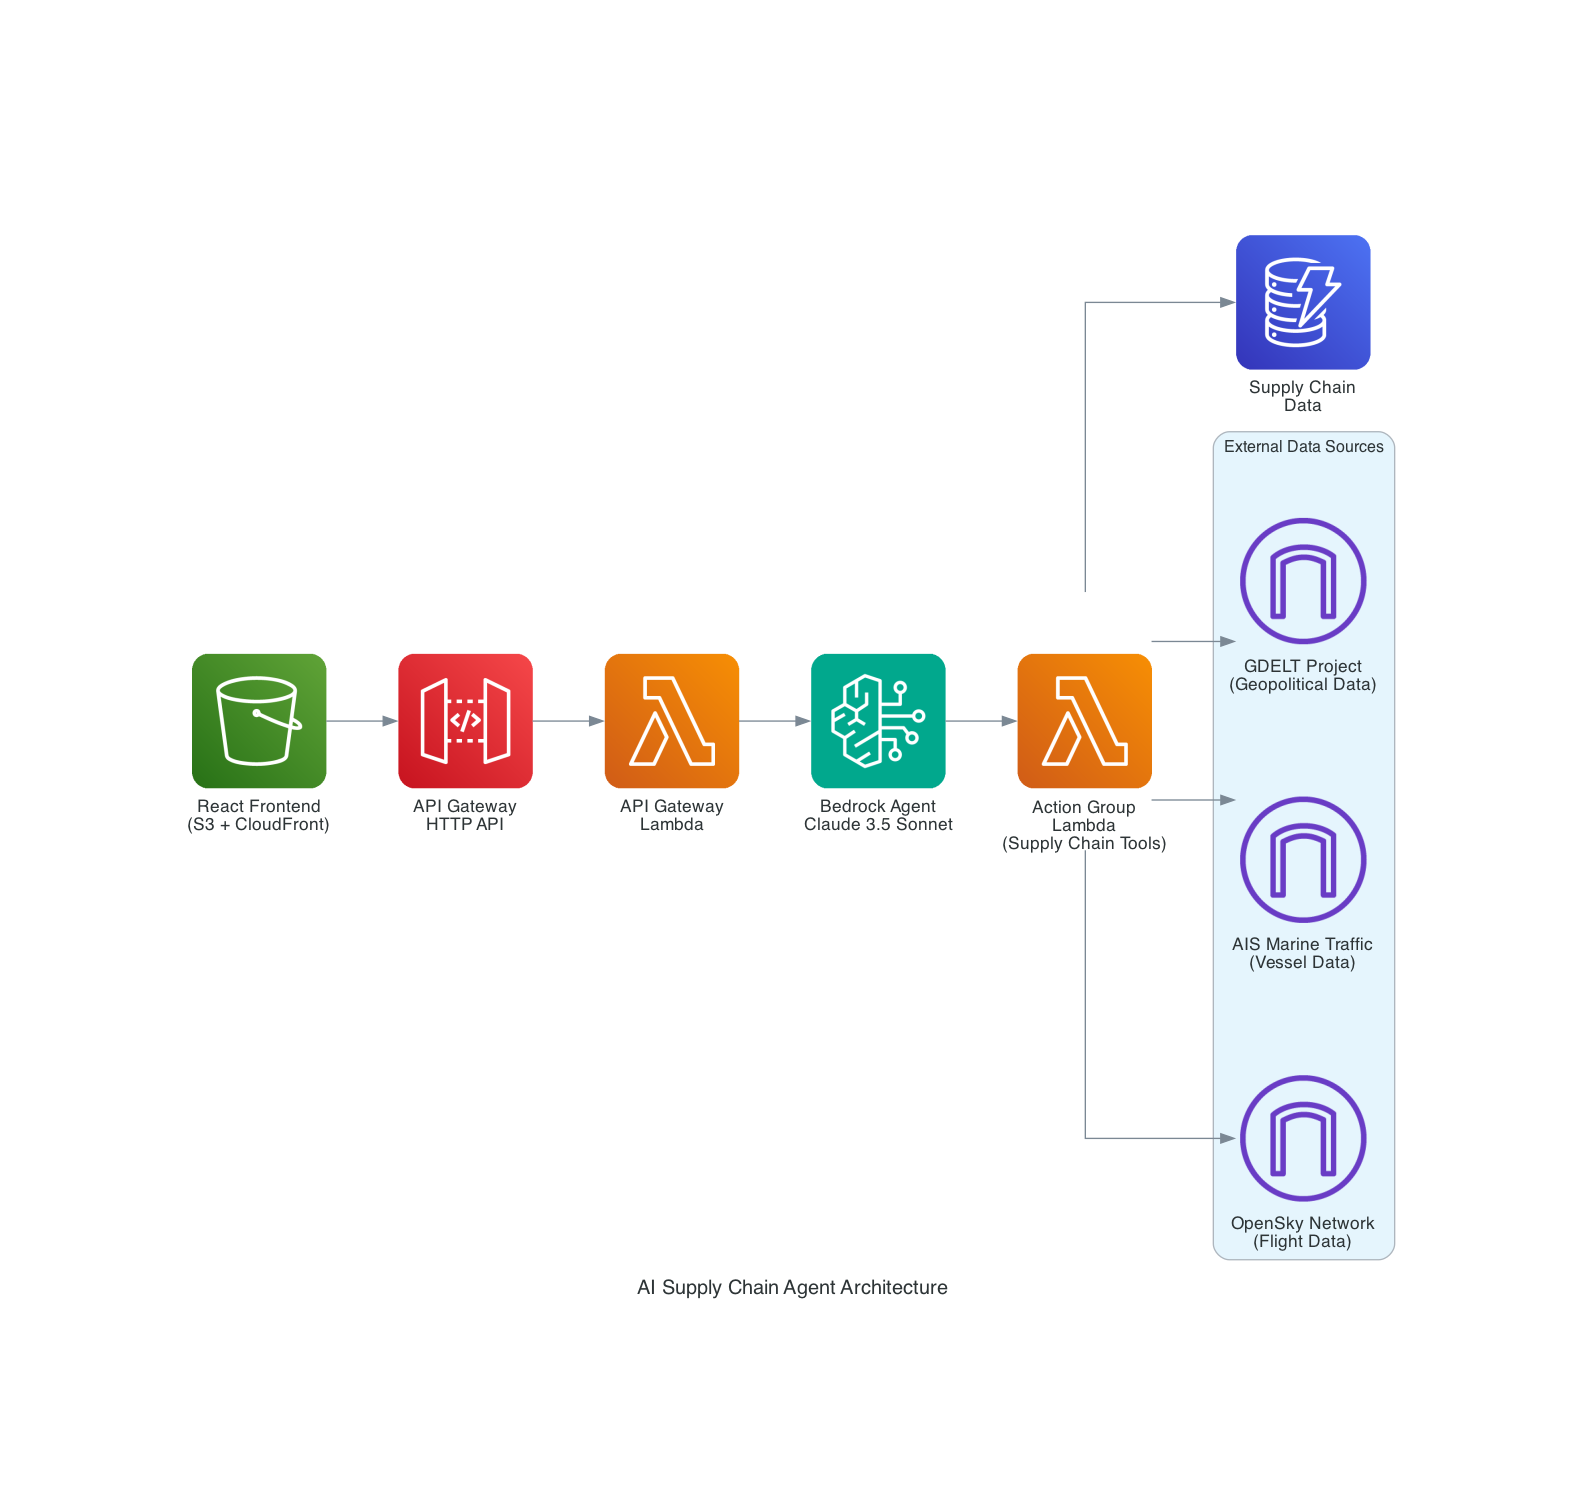 Supply Chain
Data
External Data Sources
GDELT Project
(Geopolitical Data)
React Frontend
(S3 + CloudFront)
API Gateway
HTTP API
API Gateway
Lambda
Bedrock Agent
Claude 3.5 Sonnet
Action Group
Lambda
(Supply Chain Tools)
AIS Marine Traffic
(Vessel Data)
OpenSky Network
(Flight Data)
AI Supply Chain Agent Architecture